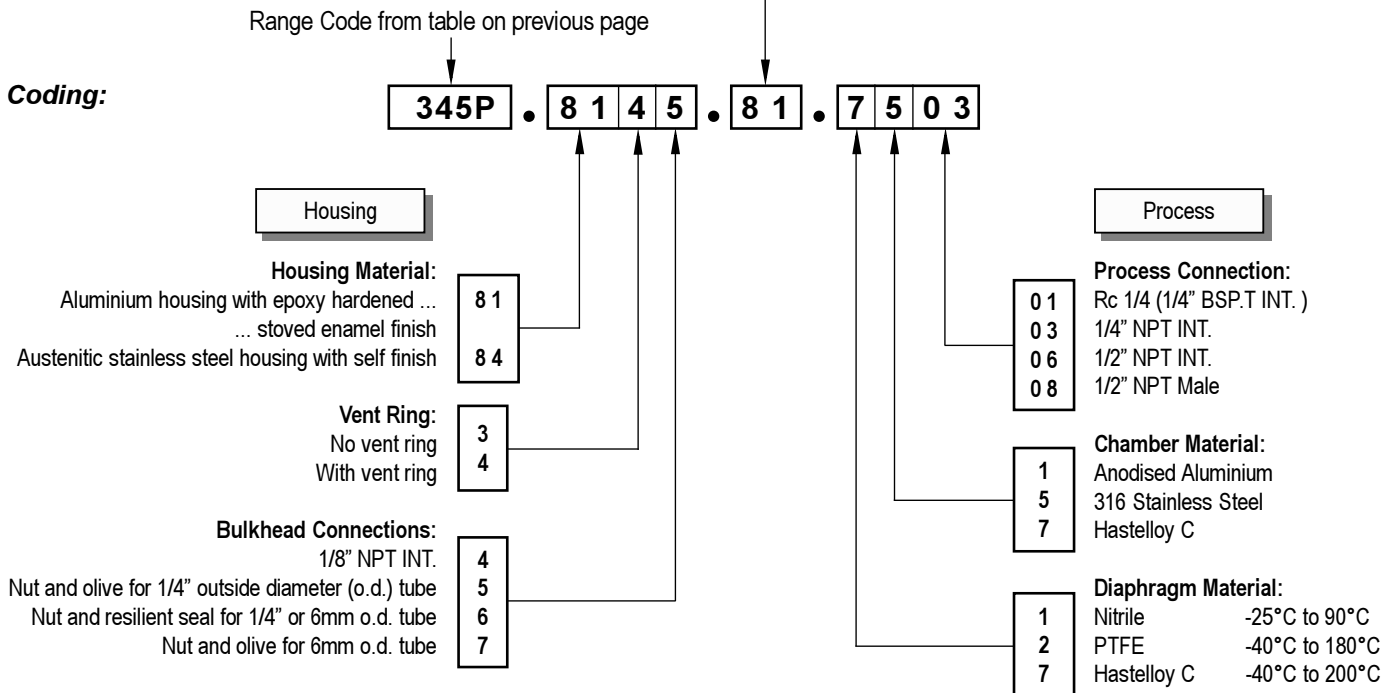 Range Code from table on previous page
Coding:
345P . 8 1 4 5 . 8 1 . 7 5 0 3
Housing
Housing Material:
Aluminium housing with epoxy hardened ... 8 1
... stoved enamel finish
Austenitic stainless steel housing with self finish 8 4
Vent Ring:
No vent ring 3
With vent ring 4
Bulkhead Connections:
1/8” NPT INT. 4
Nut and olive for 1/4” outside diameter (o.d.) tube 5
Nut and resilient seal for 1/4” or 6mm o.d. tube 6
Nut and olive for 6mm o.d. tube 7
Process
Process Connection:
0 1 Rc 1/4 (1/4” BSP.T INT. )
0 3 1/4” NPT INT.
0 6 1/2” NPT INT.
0 8 1/2” NPT Male
Chamber Material:
1 Anodised Aluminium
5 316 Stainless Steel
7 Hastelloy C
Diaphragm Material:
1 Nitrile -25°C to 90°C
2 PTFE -40°C to 180°C
7 Hastelloy C -40°C to 200°C